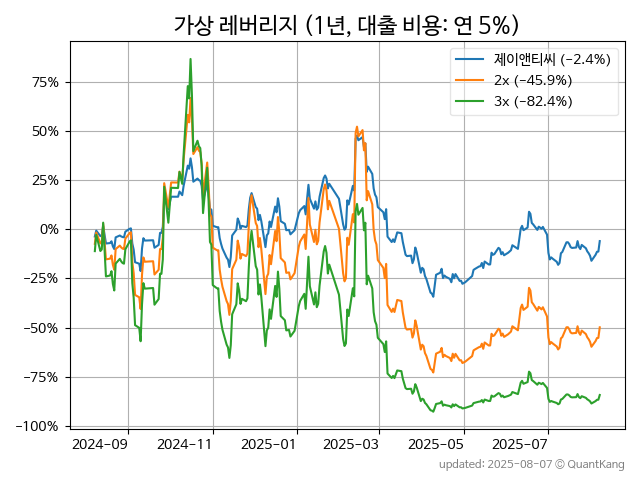 가상 레버리지 (1년, 대출 비용: 연 5%)
제이앤티씨 (−2.4%)
2x (−45.9%)
3x (−82.4%)
75%
50%
25%
0%
−25%
−50%
−75%
−100%
2024-09 2024-11 2025-01 2025-03 2025-05 2025-07
updated: 2025-08-07 © QuantKang